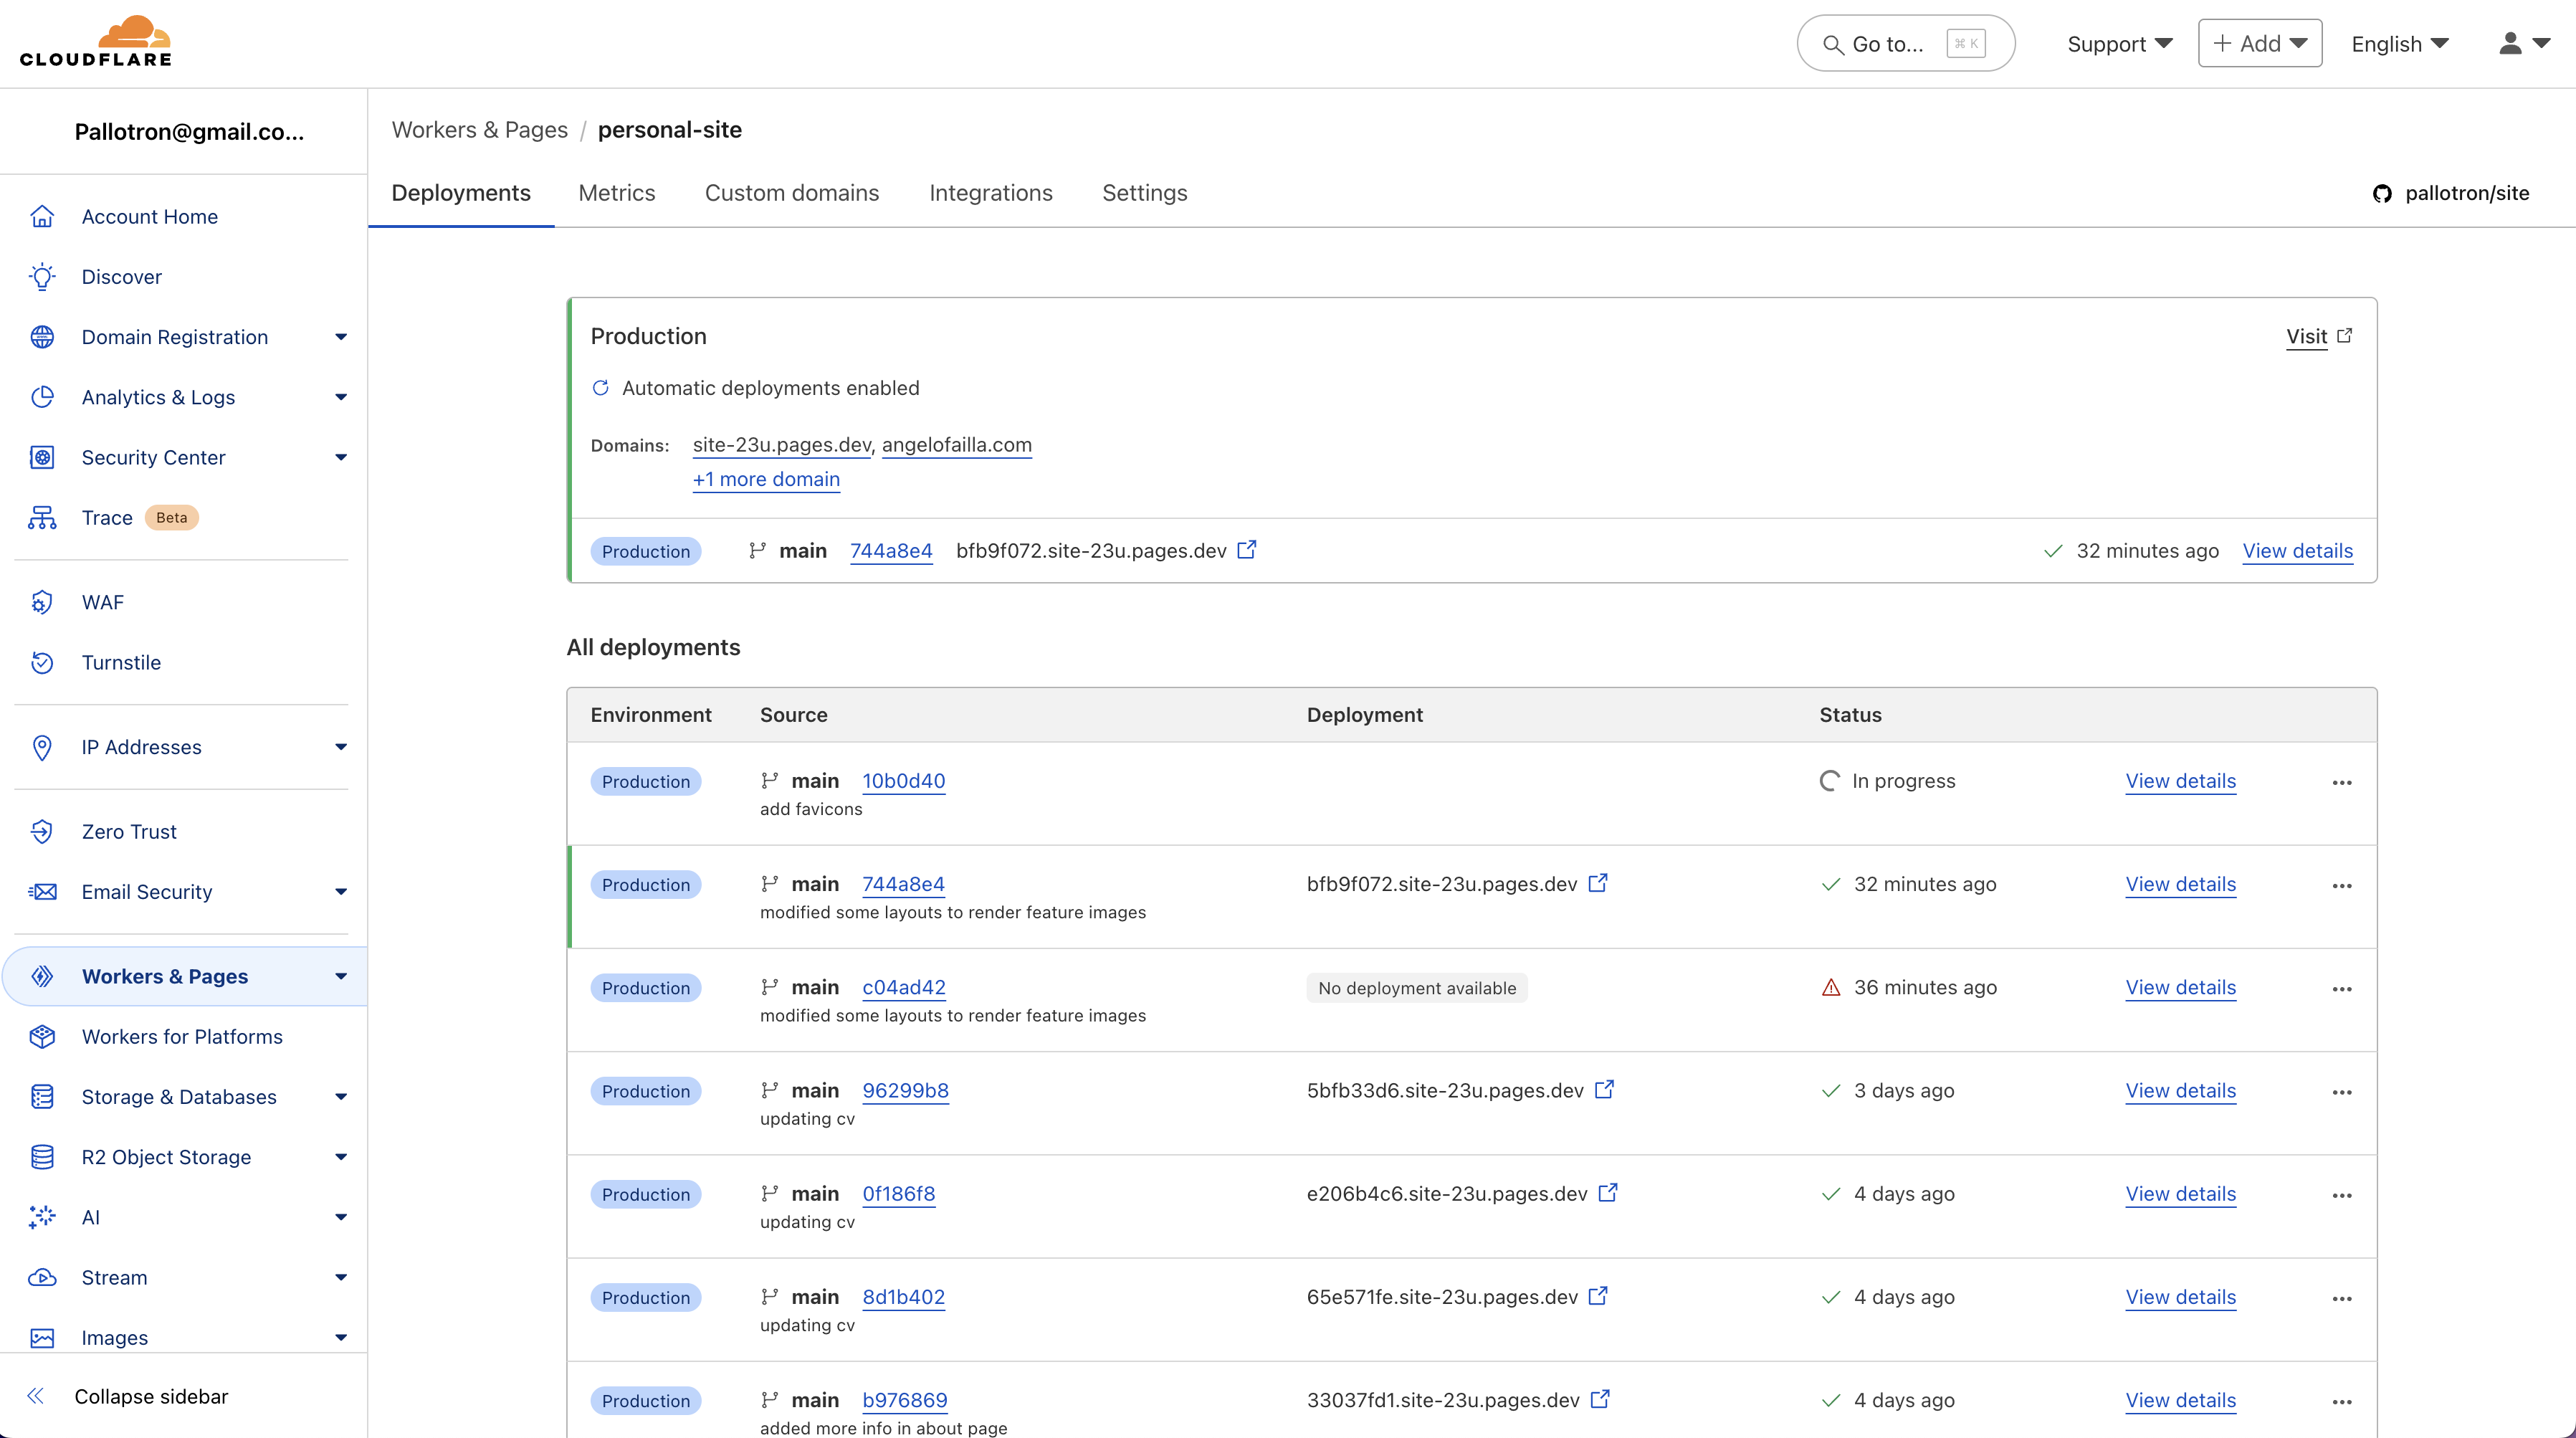 CLOUDFLARE
Go to... ⌘ K
Support
+ Add
English
Pallotron@gmail.co...
Account Home
Discover
Domain Registration
Analytics & Logs
Security Center
Trace Beta
WAF
Turnstile
IP Addresses
Zero Trust
Email Security
Workers & Pages
Workers for Platforms
Storage & Databases
R2 Object Storage
AI
Stream
Images
Collapse sidebar
Workers & Pages / personal-site
Deployments Metrics Custom domains Integrations Settings
pallotron/site
Production
Visit
Automatic deployments enabled
Domains: site-23u.pages.dev, angelofailla.com
+1 more domain
Production main 744a8e4 bfb9f072.site-23u.pages.dev 32 minutes ago View details
All deployments
Environment Source Deployment Status
Production main 10b0d40 In progress View details ...
add favicons
Production main 744a8e4 bfb9f072.site-23u.pages.dev 32 minutes ago View details ...
modified some layouts to render feature images
Production main c04ad42 No deployment available 36 minutes ago View details ...
modified some layouts to render feature images
Production main 96299b8 5bfb33d6.site-23u.pages.dev 3 days ago View details ...
updating cv
Production main 0f186f8 e206b4c6.site-23u.pages.dev 4 days ago View details ...
updating cv
Production main 8d1b402 65e571fe.site-23u.pages.dev 4 days ago View details ...
updating cv
Production main b976869 33037fd1.site-23u.pages.dev 4 days ago View details ...
added more info in about page